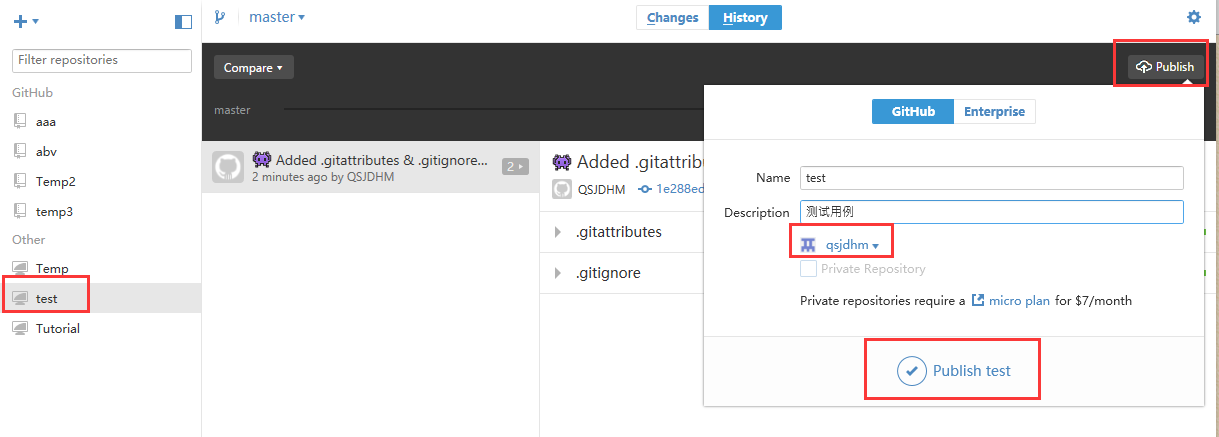 master
Changes
History
Filter repositories
GitHub
aaa
abv
Temp2
temp3
Other
Temp
test
Tutorial
Compare
Publish
master
Added .gitattributes & .gitignore...
2 minutes ago by QSJDHM
2
Added .gitattribu
QSJDHM
1e288ed
.gitattributes
.gitignore
GitHub
Enterprise
Name
test
Description
测试用例
qsjdhm
Private Repository
Private repositories require a micro plan for $7/month
Publish test